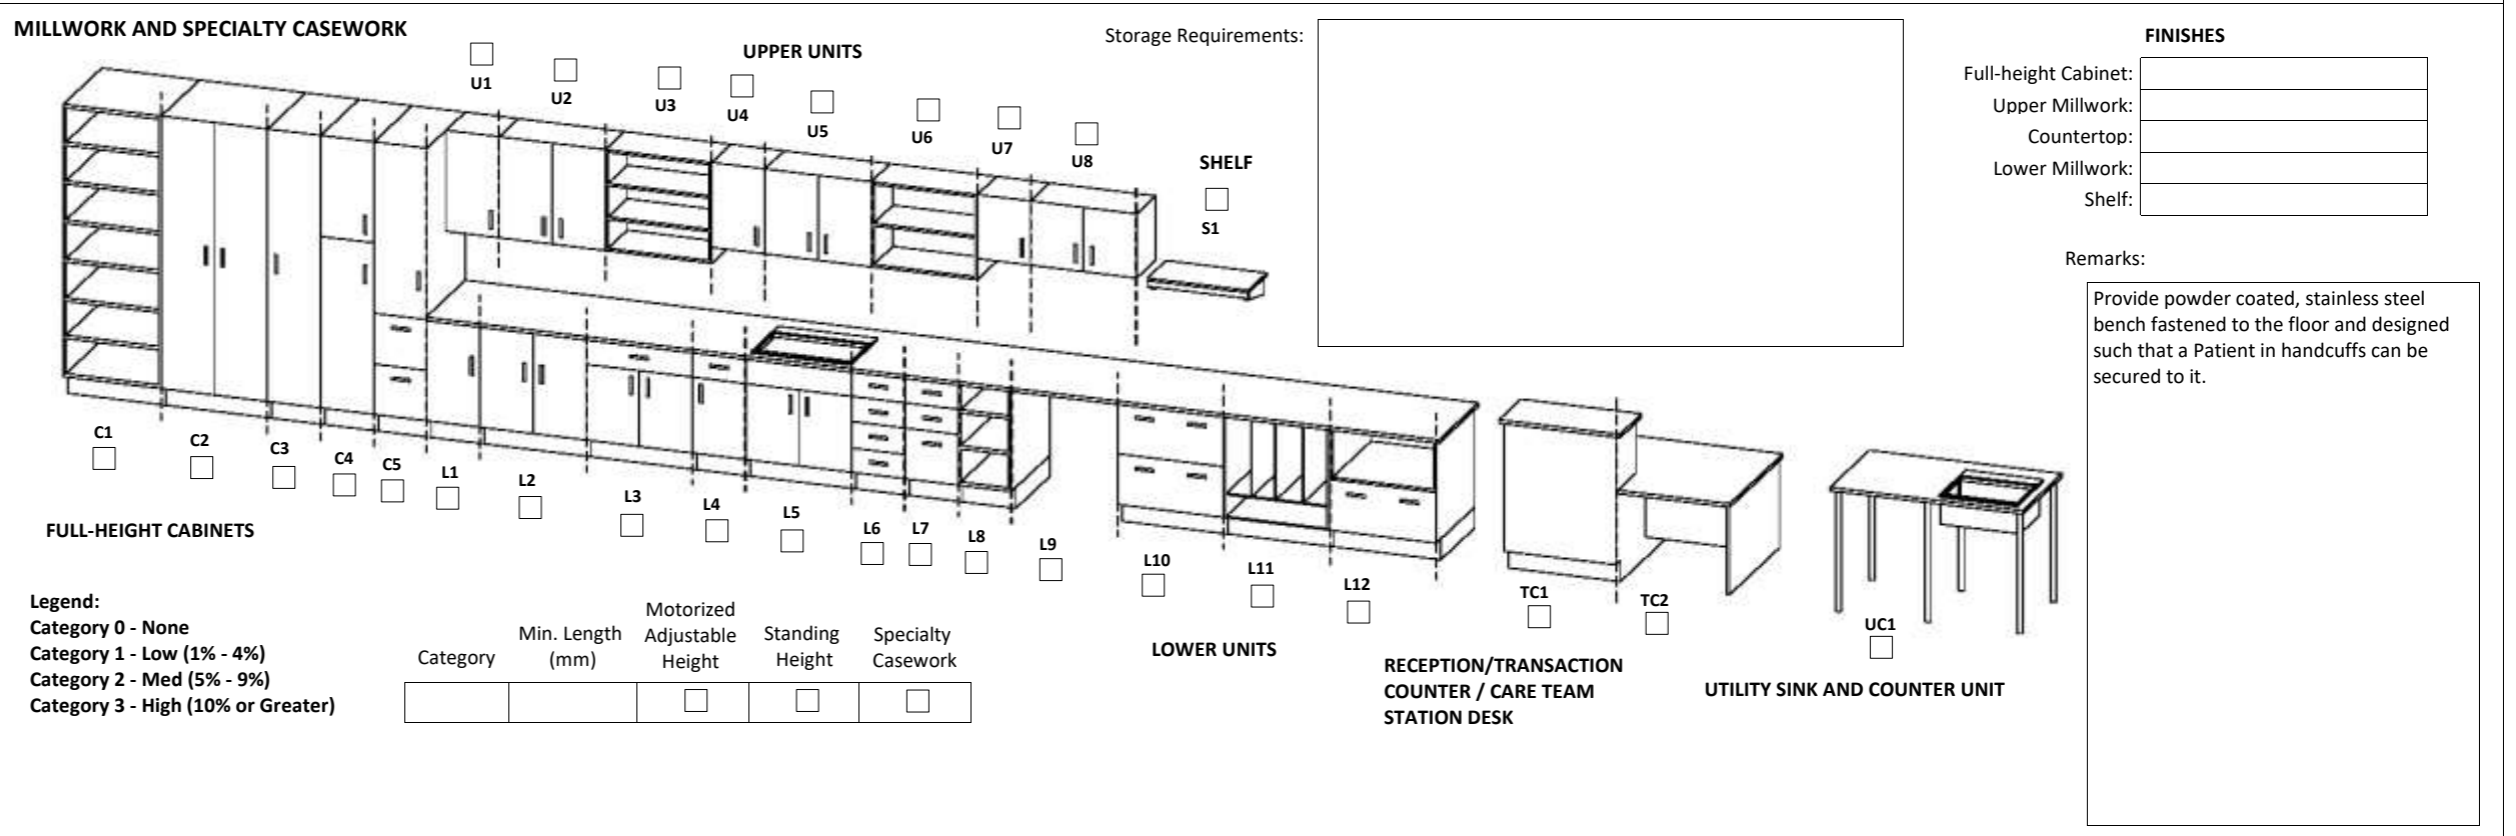 MILLWORK AND SPECIALTY CASEWORK
UPPER UNITS
U1
U2
U3
U4
U5
U6
U7
U8
SHELF
S1
Storage Requirements:
FINISHES
Full-height Cabinet:
Upper Millwork:
Countertop:
Lower Millwork:
Shelf:
Remarks:
Provide powder coated, stainless steel
bench fastened to the floor and designed
such that a Patient in handcuffs can be
secured to it.
C1
C2
C3
C4
C5
L1
L2
L3
L4
L5
L6
L7
L8
L9
L10
L11
L12
TC1
TC2
UC1
FULL-HEIGHT CABINETS
LOWER UNITS
RECEPTION/TRANSACTION
COUNTER / CARE TEAM
STATION DESK
UTILITY SINK AND COUNTER UNIT
Legend:
Category 0 - None
Category 1 - Low (1% - 4%)
Category 2 - Med (5% - 9%)
Category 3 - High (10% or Greater)
Category
Min. Length
(mm)
Motorized
Adjustable
Height
Standing
Height
Specialty
Casework